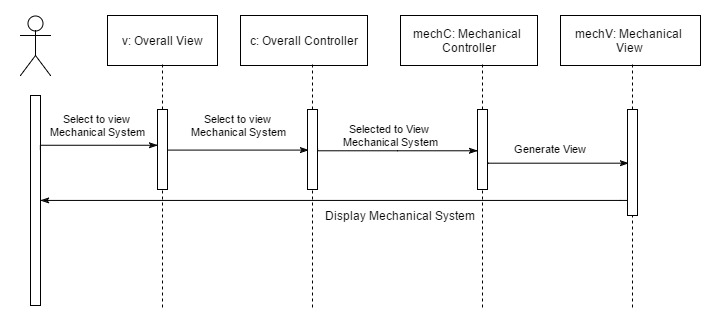 v: Overall View
c: Overall Controller
mechC: Mechanical
Controller
mechV: Mechanical
View
Select to view
Mechanical System
Select to view
Mechanical System
Selected to View
Mechanical System
Generate View
Display Mechanical System